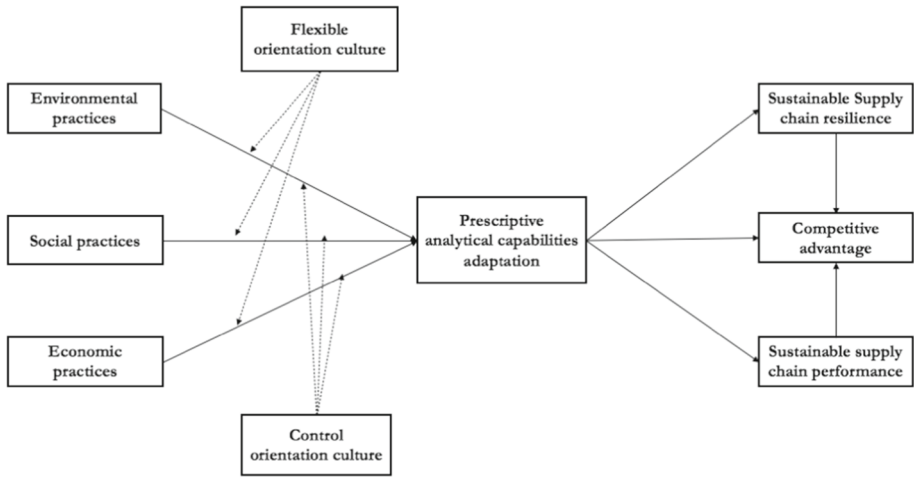 Flexible
orientation culture
Environmental
practices
Sustainable Supply
chain resilience
Social practices
Prescriptive
analytical capabilities
adaptation
Competitive
advantage
Economic
practices
Sustainable supply
chain performance
Control
orientation culture